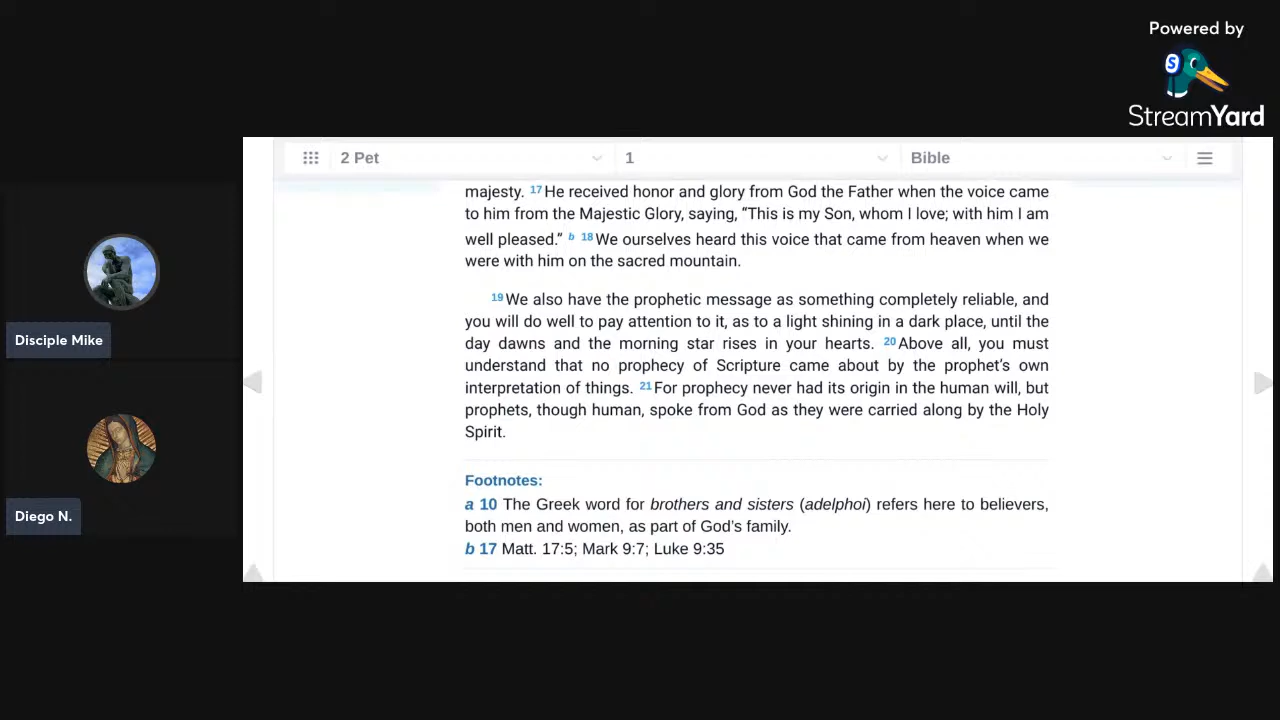 Powered by
S
StreamYard
2 Pet
1
Bible
majesty. 17 He received honor and glory from God the Father when the voice came
to him from the Majestic Glory, saying, “This is my Son, whom I love; with him I am
well pleased.” b 18 We ourselves heard this voice that came from heaven when we
were with him on the sacred mountain.
19 We also have the prophetic message as something completely reliable, and
you will do well to pay attention to it, as to a light shining in a dark place, until the
day dawns and the morning star rises in your hearts. 20 Above all, you must
understand that no prophecy of Scripture came about by the prophet’s own
interpretation of things. 21 For prophecy never had its origin in the human will, but
prophets, though human, spoke from God as they were carried along by the Holy
Spirit.
Footnotes:
a 10 The Greek word for brothers and sisters (adelphoi) refers here to believers,
both men and women, as part of God’s family.
b 17 Matt. 17:5; Mark 9:7; Luke 9:35
Disciple Mike
Diego N.